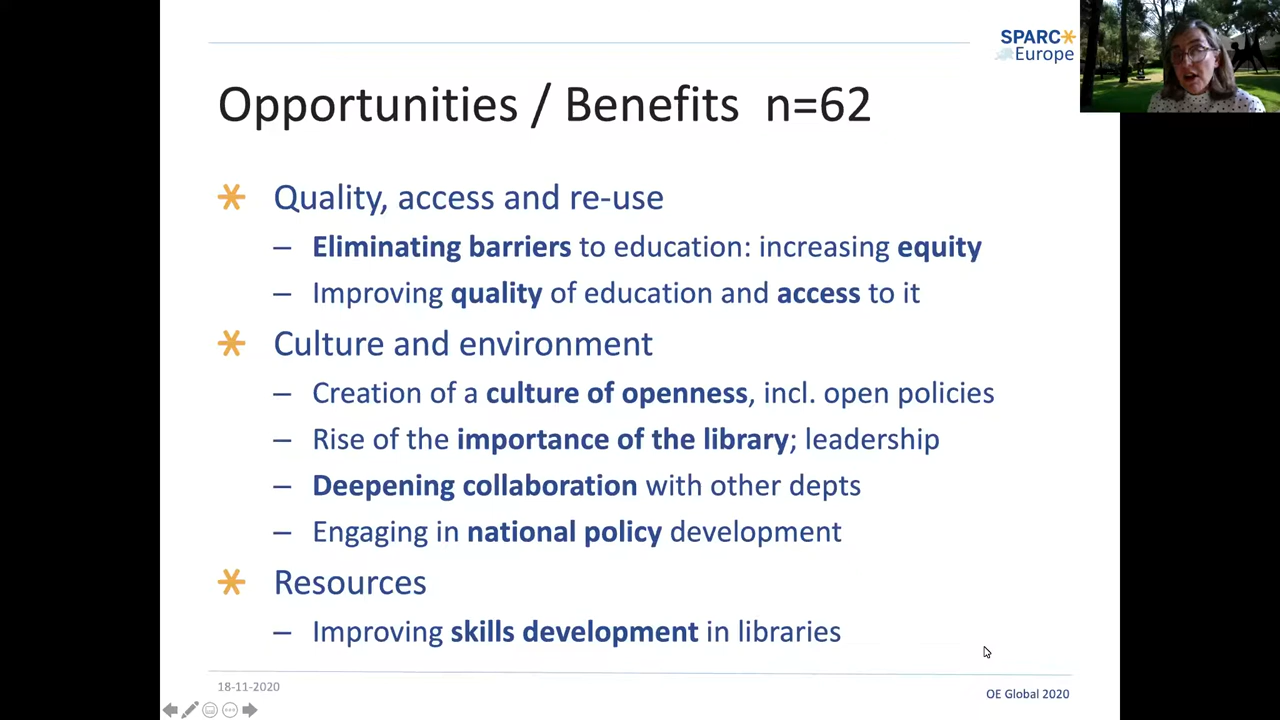 SPARC
Europe
Opportunities / Benefits n=62
Quality, access and re-use
– Eliminating barriers to education: increasing equity
– Improving quality of education and access to it
Culture and environment
– Creation of a culture of openness, incl. open policies
– Rise of the importance of the library; leadership
– Deepening collaboration with other depts
– Engaging in national policy development
Resources
– Improving skills development in libraries
18-11-2020
OE Global 2020